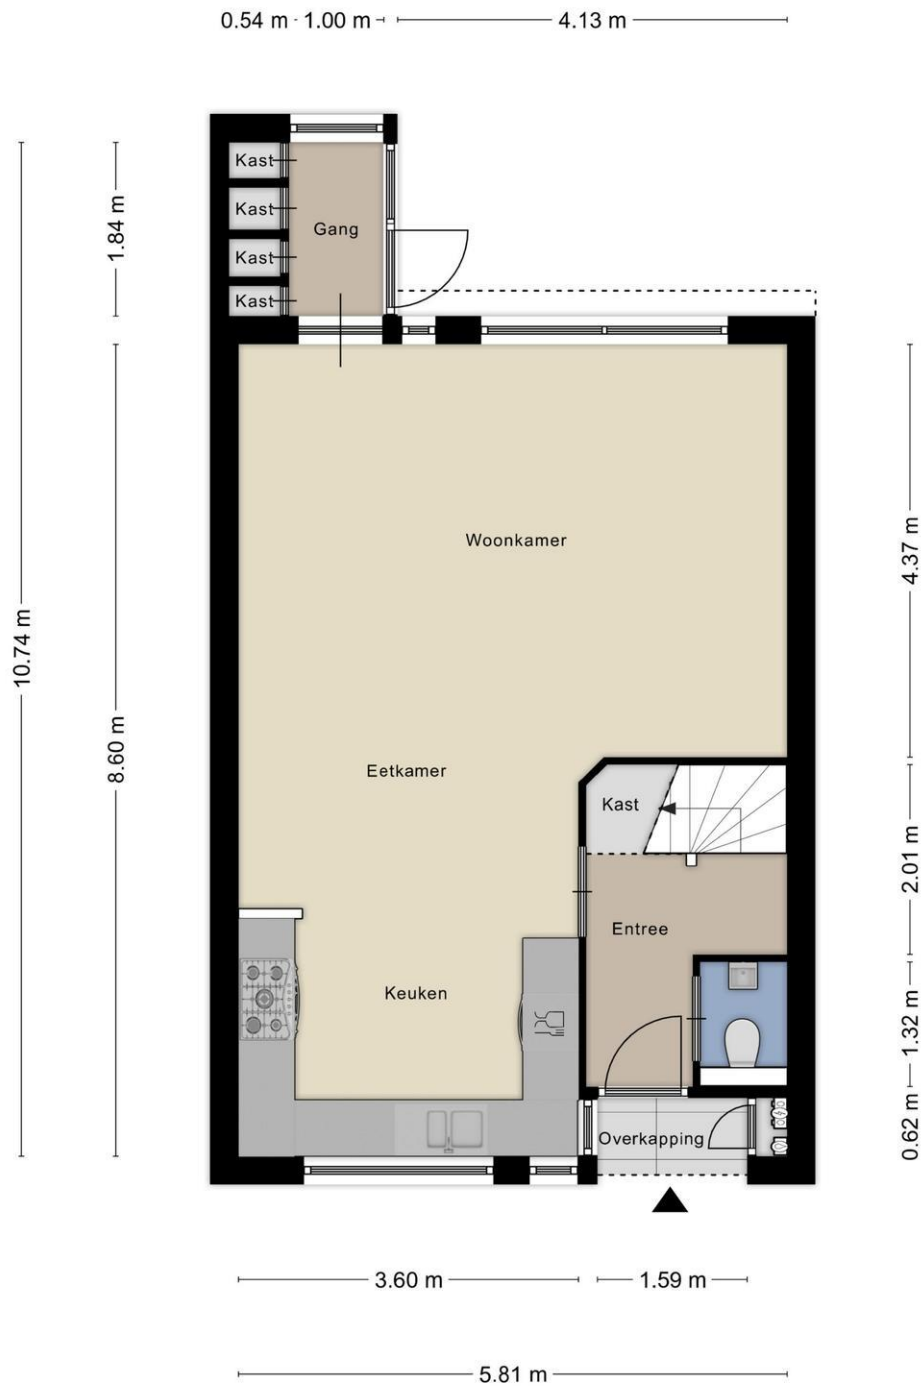 0.54 m
1.00 m
4.13 m
Kast
Kast
Gang
Kast
Kast
1.84 m
10.74 m
8.60 m
Woonkamer
4.37 m
Eetkamer
Kast
2.01 m
Entree
Keuken
1.32 m
Overkapping
0.62 m
3.60 m
1.59 m
5.81 m